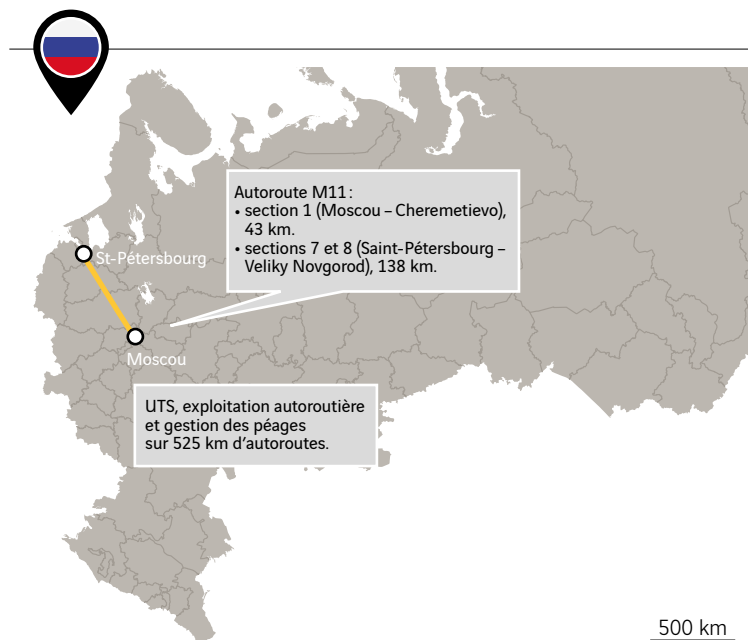 Autoroute M11 :
• section 1 (Moscou – Cheremetievo),
43 km.
• sections 7 et 8 (Saint-Pétersbourg –
Veliky Novgorod), 138 km.
St-Pétersbourg
Moscou
UTS, exploitation autoroutière
et gestion des péages
sur 525 km d’autoroutes.
500 km